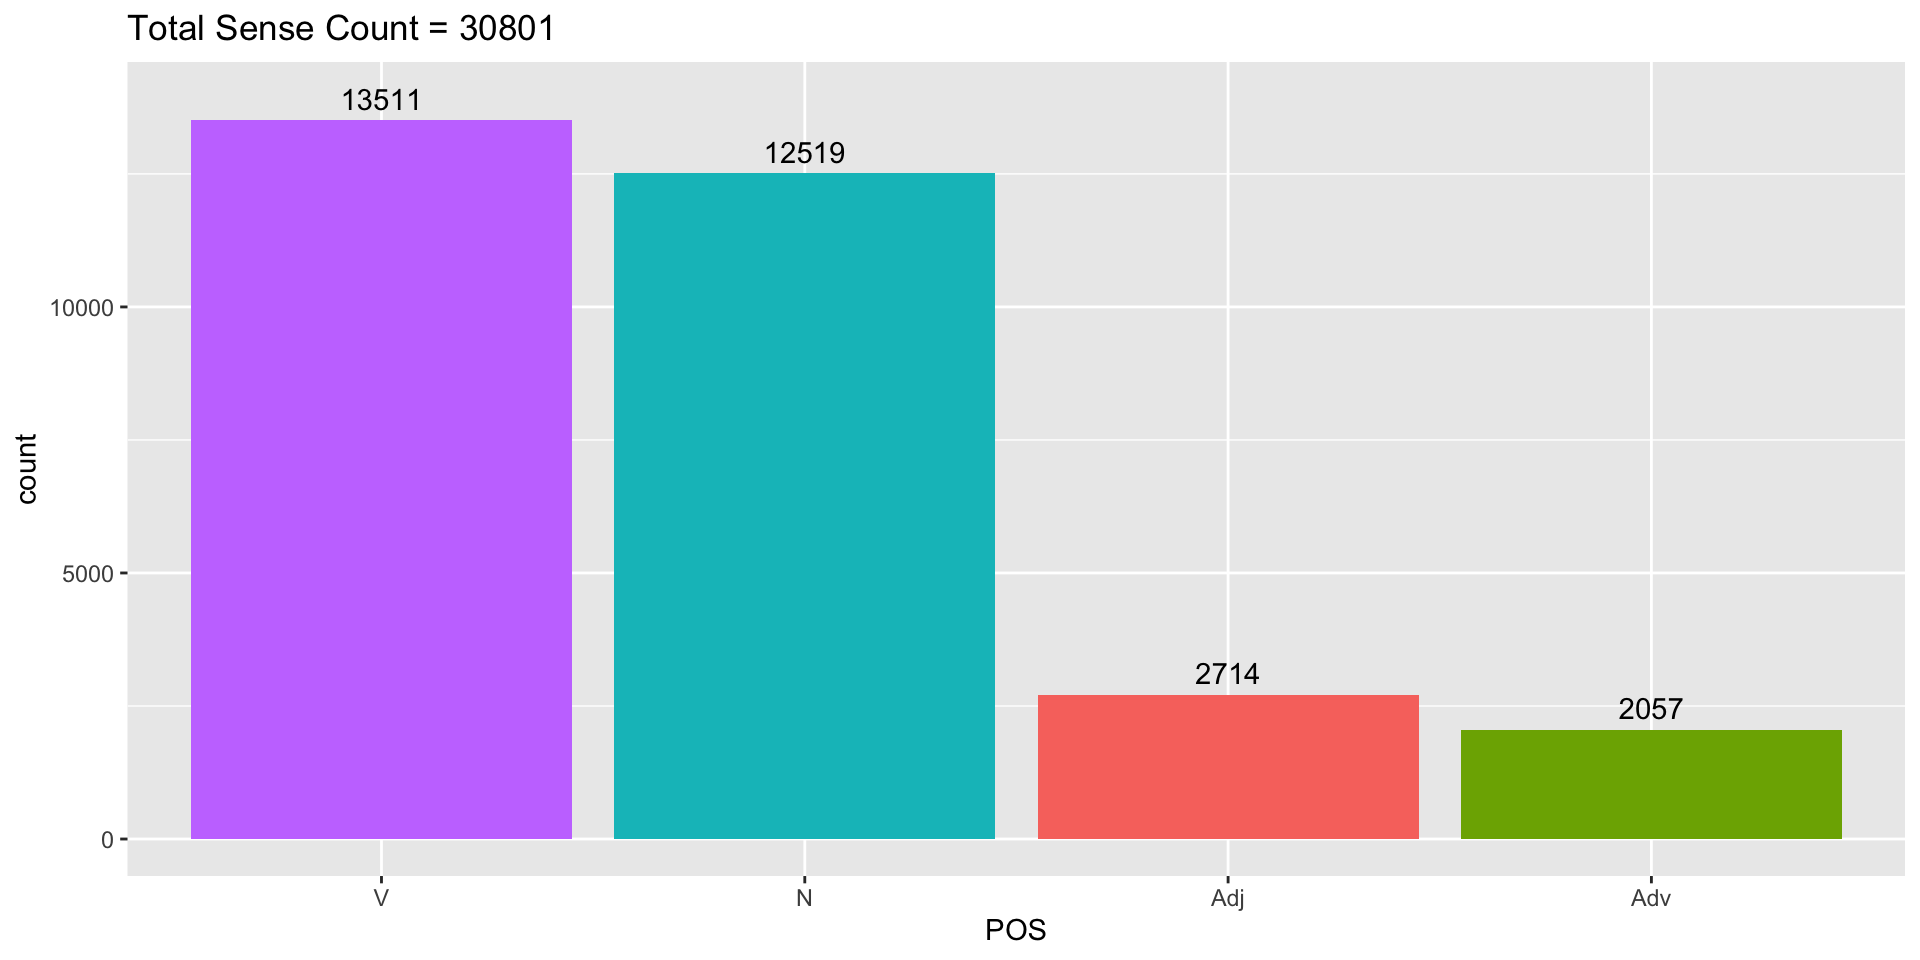 Total Sense Count = 30801
13511
12519
2714
2057
10000
5000
0
count
V
N
Adj
Adv
POS